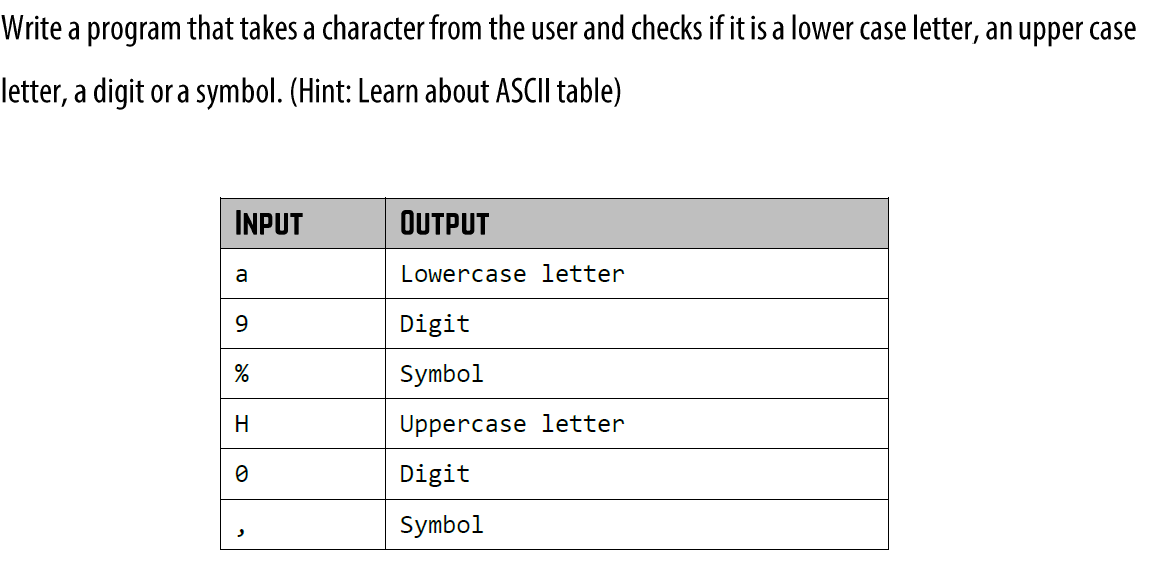 Write a program that takes a character from the user and checks if it is a lower case letter, an upper case
letter, a digit or a symbol. (Hint: Learn about ASCII table)
INPUT OUTPUT
a Lowercase letter
9 Digit
% Symbol
H Uppercase letter
0 Digit
, Symbol